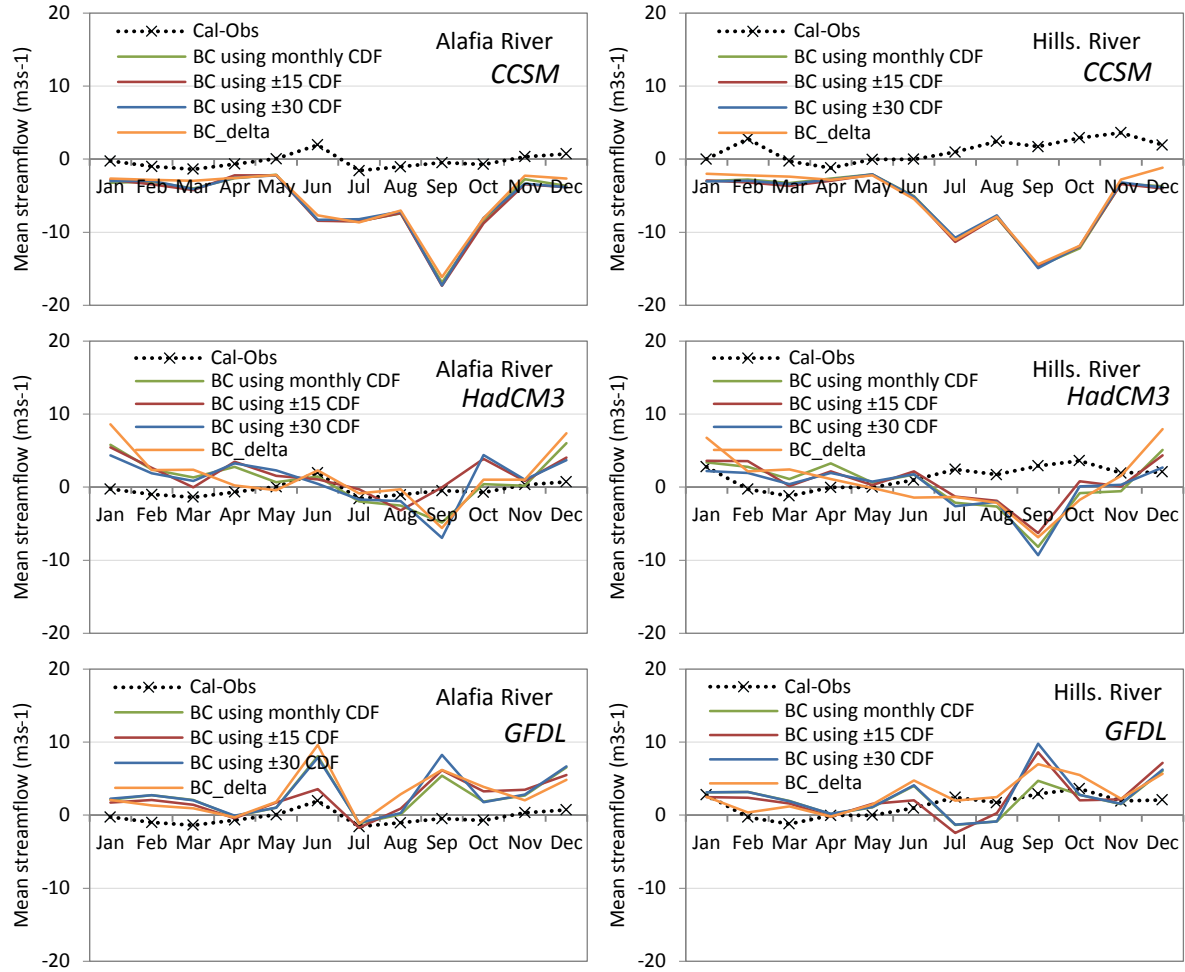 20
10
0
-10
-20
Mean streamflow (m3s-1)
Cal-Obs
BC using monthly CDF
BC using ±15 CDF
BC using ±30 CDF
BC_delta
Alafia River
CCSM
Jan Feb Mar Apr May Jun Jul Aug Sep Oct Nov Dec
20
10
0
-10
-20
Mean streamflow (m3s-1)
Cal-Obs
BC using monthly CDF
BC using ±15 CDF
BC using ±30 CDF
BC_delta
Hills. River
CCSM
Jan Feb Mar Apr May Jun Jul Aug Sep Oct Nov Dec
20
10
0
-10
-20
Mean streamflow (m3s-1)
Cal-Obs
BC using monthly CDF
BC using ±15 CDF
BC using ±30 CDF
BC_delta
Alafia River
HadCM3
Jan Feb Mar Apr May Jun Jul Aug Sep Oct Nov Dec
20
10
0
-10
-20
Mean streamflow (m3s-1)
Cal-Obs
BC using monthly CDF
BC using ±15 CDF
BC using ±30 CDF
BC_delta
Hills. River
HadCM3
Jan Feb Mar Apr May Jun Jul Aug Sep Oct Nov Dec
20
10
0
-10
-20
Mean streamflow (m3s-1)
Cal-Obs
BC using monthly CDF
BC using ±15 CDF
BC using ±30 CDF
BC_delta
Alafia River
GFDL
Jan Feb Mar Apr May Jun Jul Aug Sep Oct Nov Dec
20
10
0
-10
-20
Mean streamflow (m3s-1)
Cal-Obs
BC using monthly CDF
BC using ±15 CDF
BC using ±30 CDF
BC_delta
Hills. River
GFDL
Jan Feb Mar Apr May Jun Jul Aug Sep Oct Nov Dec